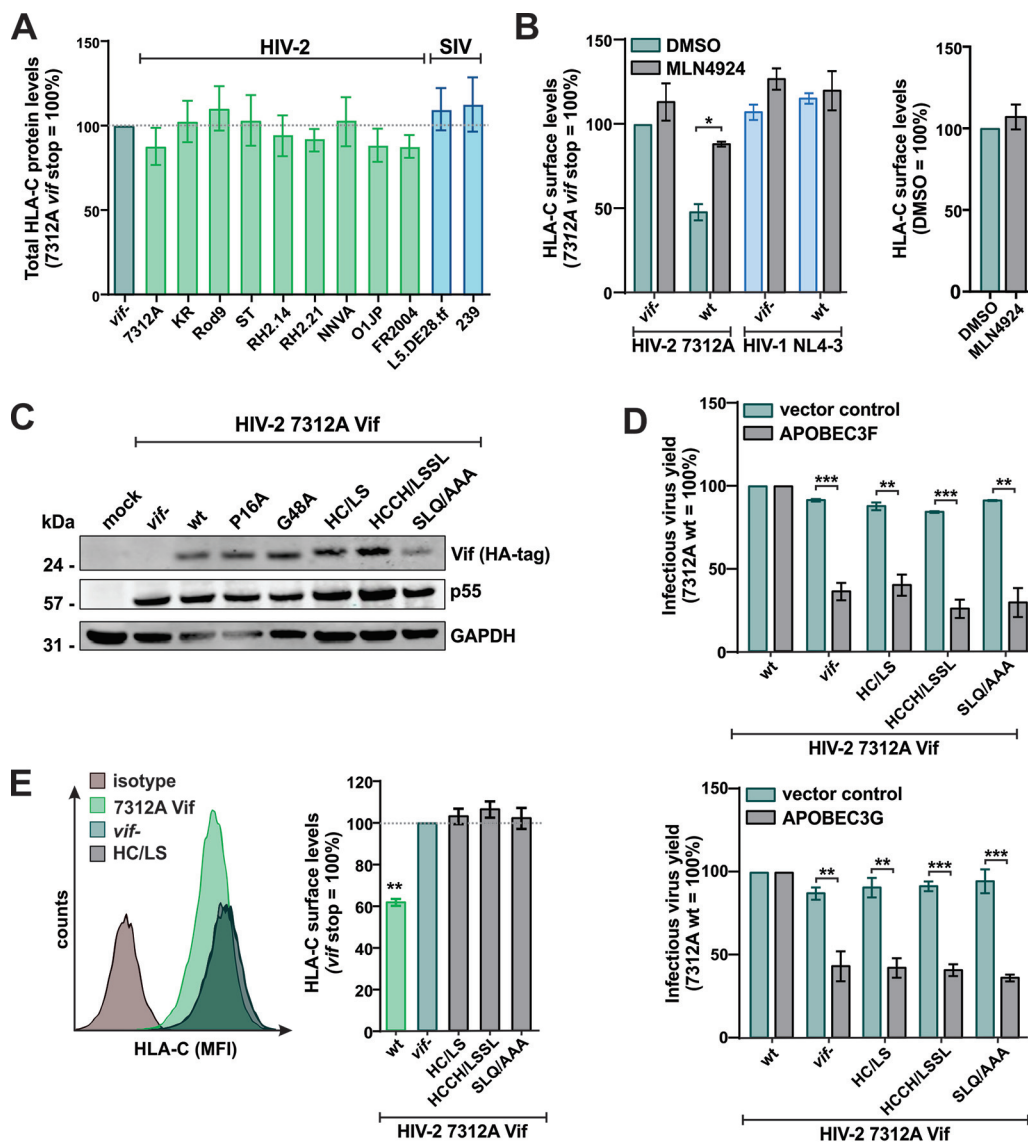 A
HIV-2
SIV
Total HLA-C protein levels
(7312A vif stop = 100%)
150
100
50
0
vif-
7312A
KR
Rod9
ST
RH2.14
RH2.21
NNVA
O1JP
FR2004
L5.DE28.tf
239
B
DMSO
MLN4924
HLA-C surface levels
(7312A vif stop = 100%)
150
100
50
0
*
vif-
wt
vif-
wt
HIV-2 7312A
HIV-1 NL4-3
HLA-C surface levels
(DMSO = 100%)
150
100
50
0
DMSO
MLN4924
C
HIV-2 7312A Vif
kDa
mock
vif-
wt
P16A
G48A
HC/LS
HCCH/LSSL
SLQ/AAA
24 -
Vif (HA-tag)
57 -
p55
31 -
GAPDH
D
vector control
APOBEC3F
Infectious virus yield
(7312A wt = 100%)
150
100
50
0
***
**
***
**
wt
vif-
HC/LS
HCCH/LSSL
SLQ/AAA
HIV-2 7312A Vif
vector control
APOBEC3G
Infectious virus yield
(7312A wt = 100%)
150
100
50
0
**
**
***
***
wt
vif-
HC/LS
HCCH/LSSL
SLQ/AAA
HIV-2 7312A Vif
E
isotype
7312A Vif
vif-
HC/LS
counts
HLA-C (MFI)
HLA-C surface levels
(vif stop = 100%)
120
100
80
60
40
20
0
**
wt
vif-
HC/LS
HCCH/LSSL
SLQ/AAA
HIV-2 7312A Vif